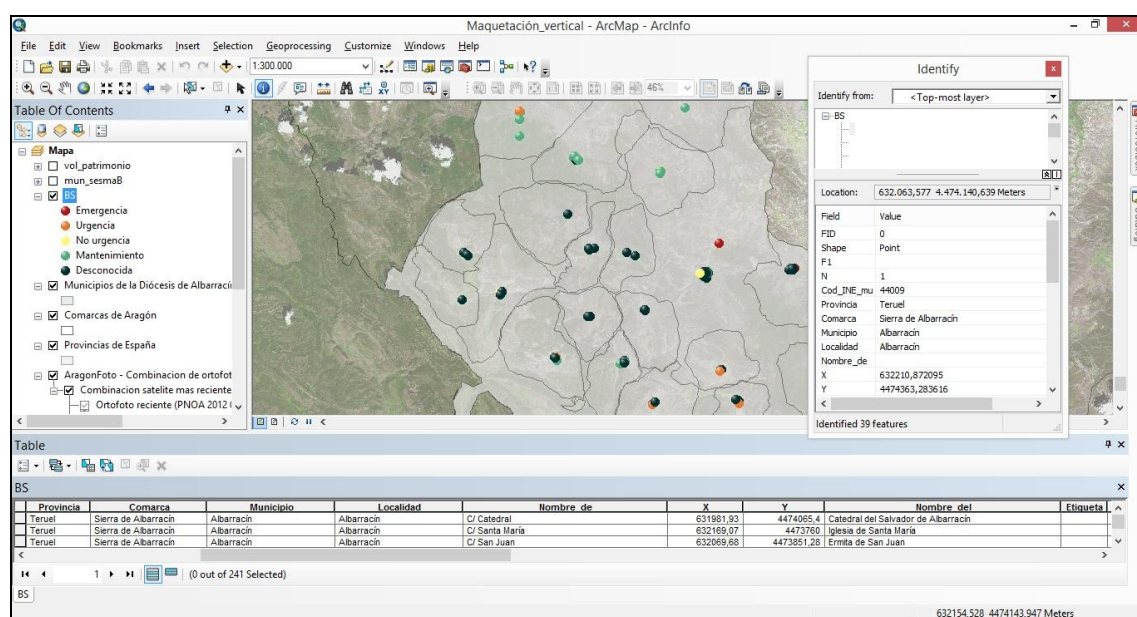 Maquetación_vertical - ArcMap - ArcInfo
File Edit View Bookmarks Insert Selection Geoprocessing Customize Windows Help
1:300.000
46%
Table Of Contents
Mapa
vol_patrimonio
mun_sesmaB
BS
Emergencia
Urgencia
No urgencia
Mantenimiento
Desconocida
Municipios de la Diócesis de Albarrací
Comarcas de Aragón
Provincias de España
AragonFoto - Combinacion de ortofot
Combinacion satelite mas reciente
Ortofoto reciente (PNOA 2012 (
Identify
Identify from: <Top-most layer>
BS
Location: 632.063,577 4.474.140,639 Meters
Field Value
FID 0
Shape Point
F1
N 1
Cod_INE_mu 44009
Provincia Teruel
Comarca Sierra de Albarracín
Municipio Albarracín
Localidad Albarracín
Nombre_de
X 632210,872095
Y 4474363,283616
Identified 39 features
Table
BS
Provincia Comarca Municipio Localidad Nombre de X Y Nombre del Etiqueta
Teruel Sierra de Albarracín Albarracín Albarracín C/ Catedral 631981,93 4474065,4 Catedral del Salvador de Albarracín
Teruel Sierra de Albarracín Albarracín Albarracín C/ Santa María 632169,07 4473760 Iglesia de Santa María
Teruel Sierra de Albarracín Albarracín Albarracín C/ San Juan 632069,68 4473851,28 Ermita de San Juan
1 (0 out of 241 Selected)
BS
632154,528 4474143,947 Meters